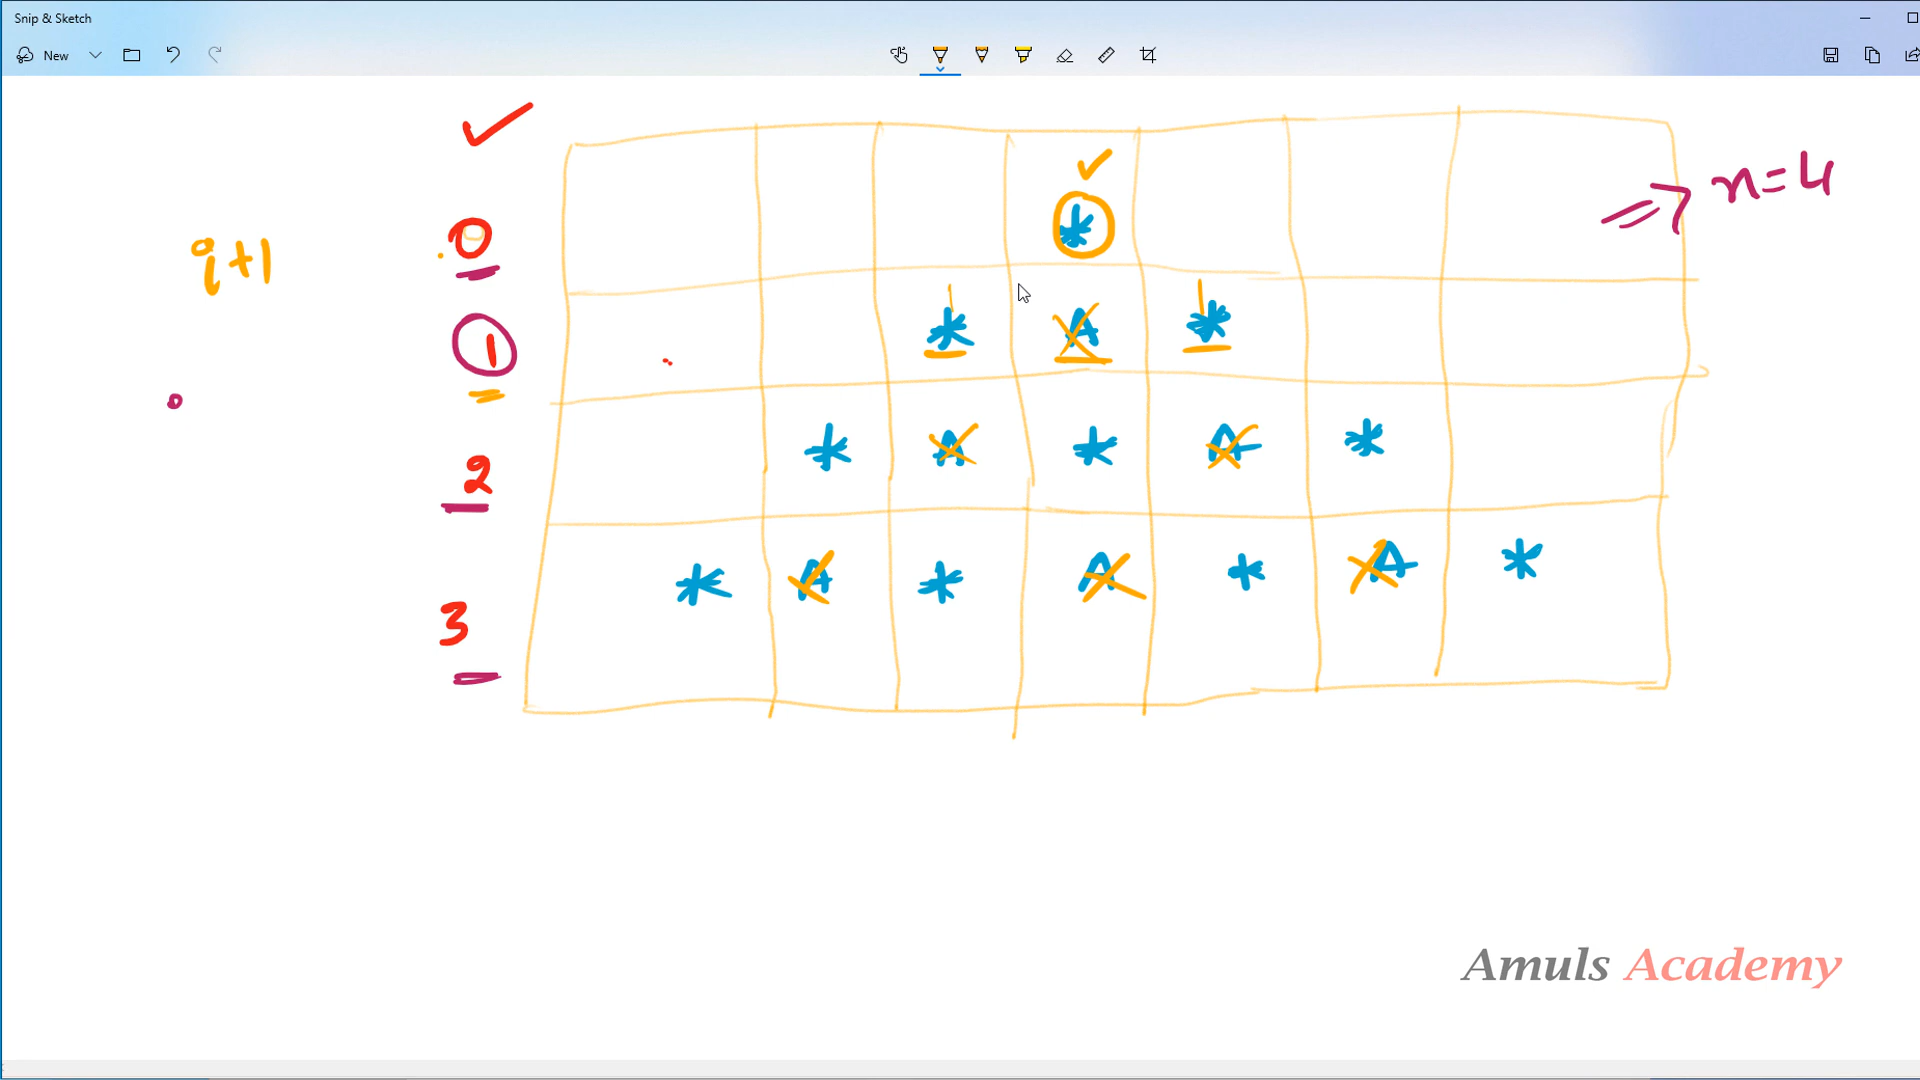 Snip & Sketch
New
n=4
i+1
0
*
1
* A *
2
* A * A *
3
* A * A * A *
Amuls Academy